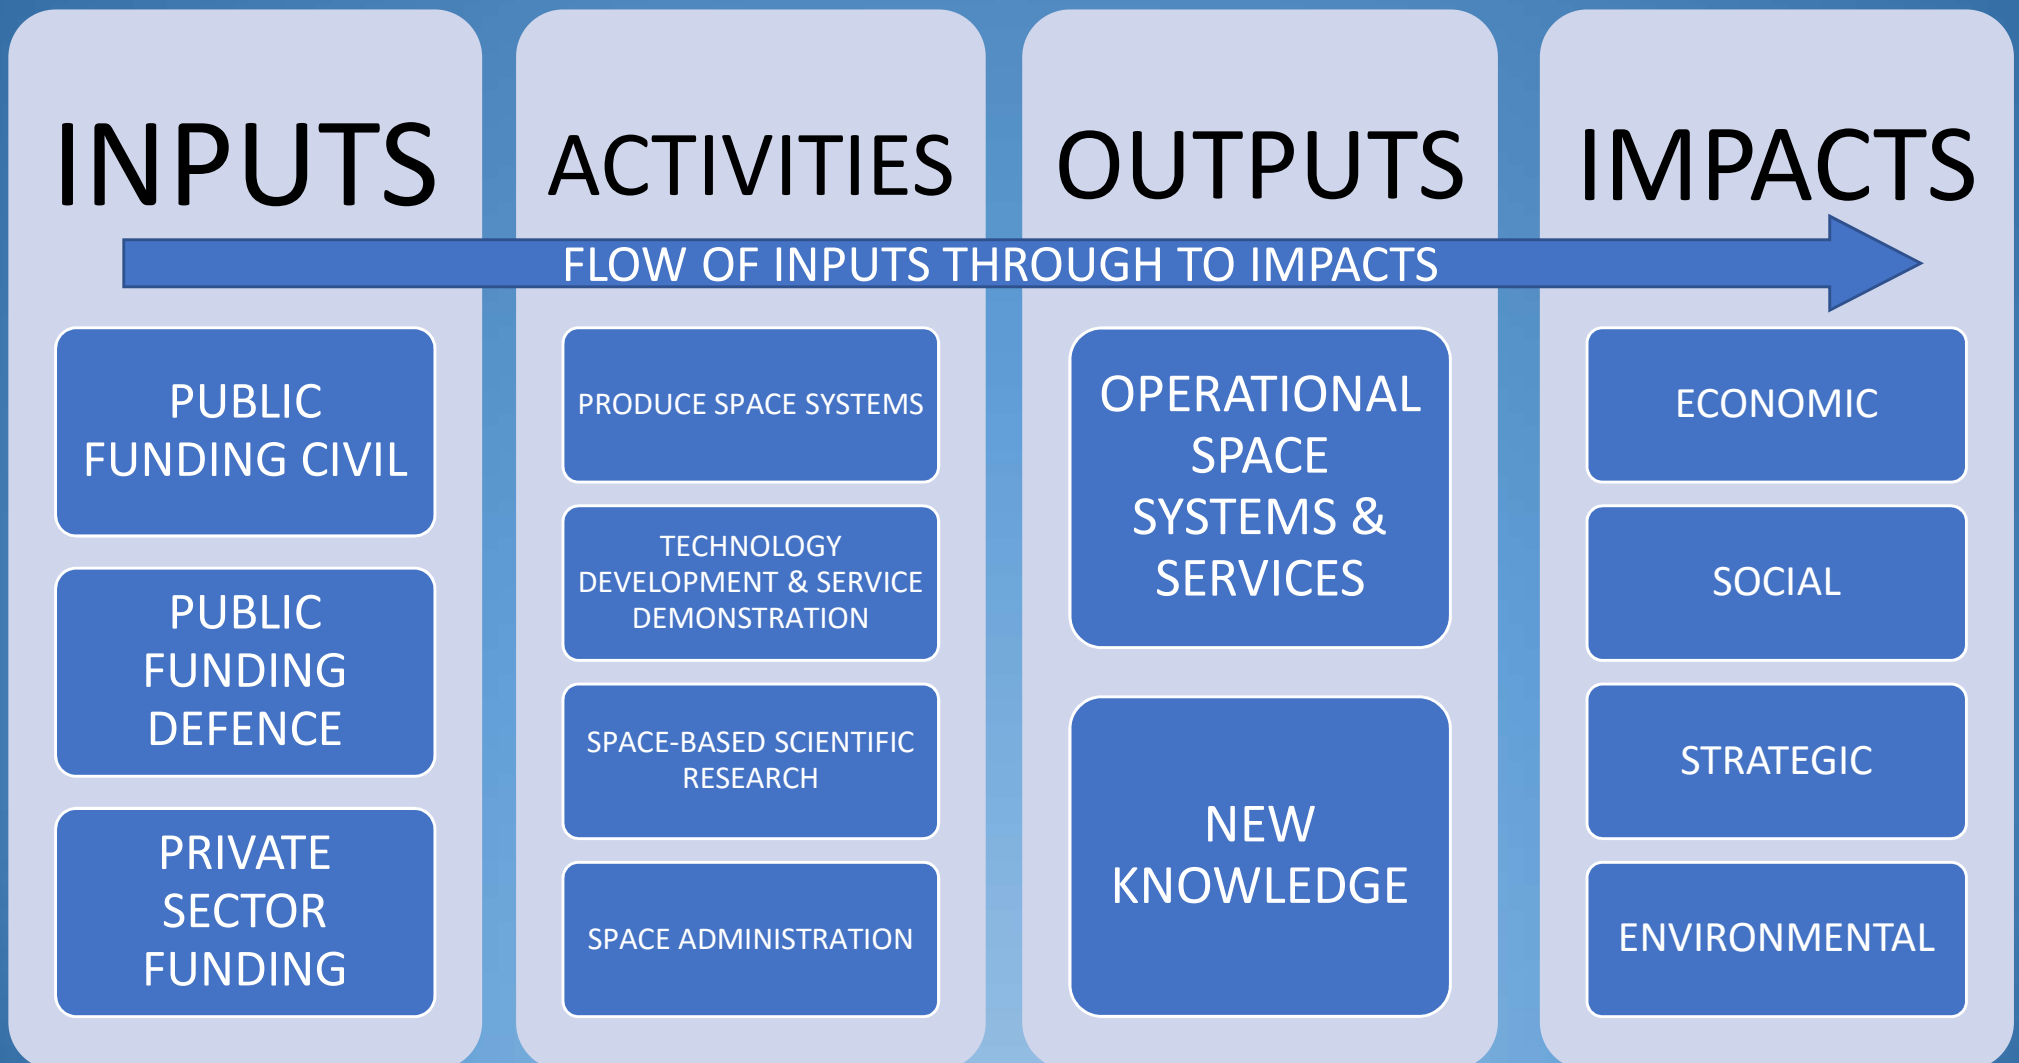 INPUTS
ACTIVITIES
OUTPUTS
IMPACTS
FLOW OF INPUTS THROUGH TO IMPACTS
PUBLIC
FUNDING CIVIL
PUBLIC
FUNDING
DEFENCE
PRIVATE
SECTOR
FUNDING
PRODUCE SPACE SYSTEMS
TECHNOLOGY
DEVELOPMENT & SERVICE
DEMONSTRATION
SPACE-BASED SCIENTIFIC
RESEARCH
SPACE ADMINISTRATION
OPERATIONAL
SPACE
SYSTEMS &
SERVICES
NEW
KNOWLEDGE
ECONOMIC
SOCIAL
STRATEGIC
ENVIRONMENTAL